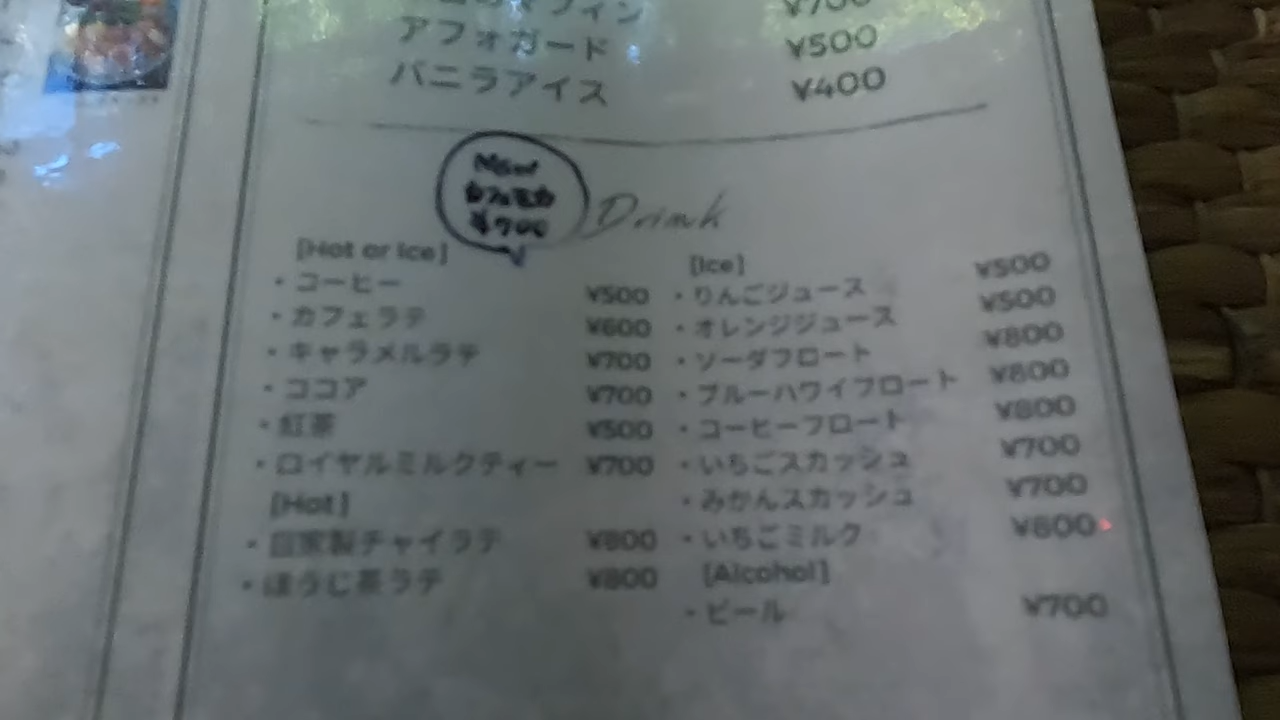 マフィン ¥700
アフォガード ¥500
バニラアイス ¥400
New
カフェモカ
¥700
Drink
[Hot or Ice]
・コーヒー ¥500
・カフェラテ ¥600
・キャラメルラテ ¥700
・ココア ¥700
・紅茶 ¥500
・ロイヤルミルクティー ¥700
[Hot]
・自家製チャイラテ ¥800
・ほうじ茶ラテ ¥800
[Ice]
・りんごジュース ¥500
・オレンジジュース ¥500
・ソーダフロート ¥800
・ブルーハワイフロート ¥800
・コーヒーフロート ¥800
・いちごスカッシュ ¥700
・みかんスカッシュ ¥700
・いちごミルク ¥800
[Alcohol]
・ビール ¥700